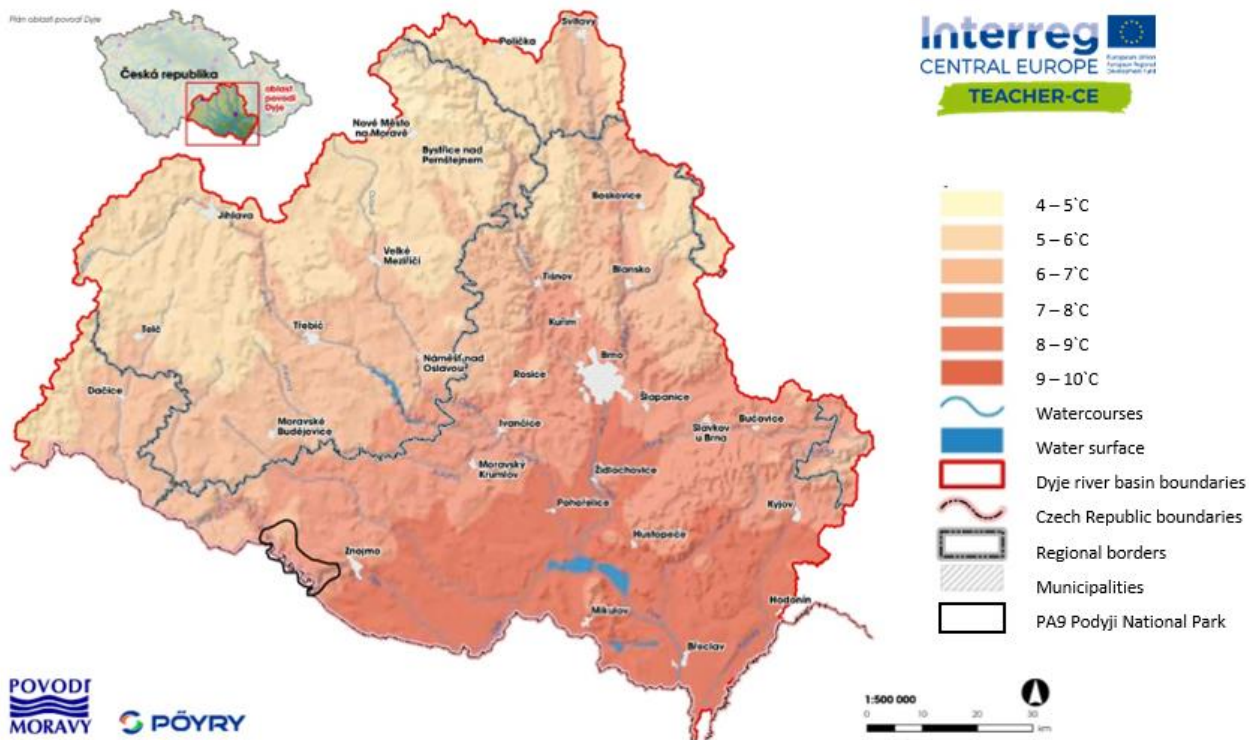 Plán oblasti povodí Dyje
Česká republika
oblast
povodí
Dyje
Interreg
CENTRAL EUROPE
European Union
European Regional
Development Fund
TEACHER-CE
Polička
Svitavy
Nové Město
na Moravě
Bystřice nad
Pernštejnem
Boskovice
Jihlava
Velké
Meziříčí
Tišnov
Blansko
Kuřim
Telč
Třebíč
Brno
Náměšť nad
Oslavou
Rosice
Šlapanice
Dačice
Moravské
Budějovice
Ivančice
Slavkov
u Brna
Bučovice
Moravský
Krumlov
Židlochovice
Pohořelice
Kyjov
Hustopeče
Znojmo
Hodonín
Mikulov
Břeclav
4 – 5`C
5 – 6`C
6 – 7`C
7 – 8`C
8 – 9`C
9 – 10`C
Watercourses
Water surface
Dyje river basin boundaries
Czech Republic boundaries
Regional borders
Municipalities
PA9 Podyji National Park
POVODÍ
MORAVY
PÖYRY
1:500 000
0 10 20 30
km